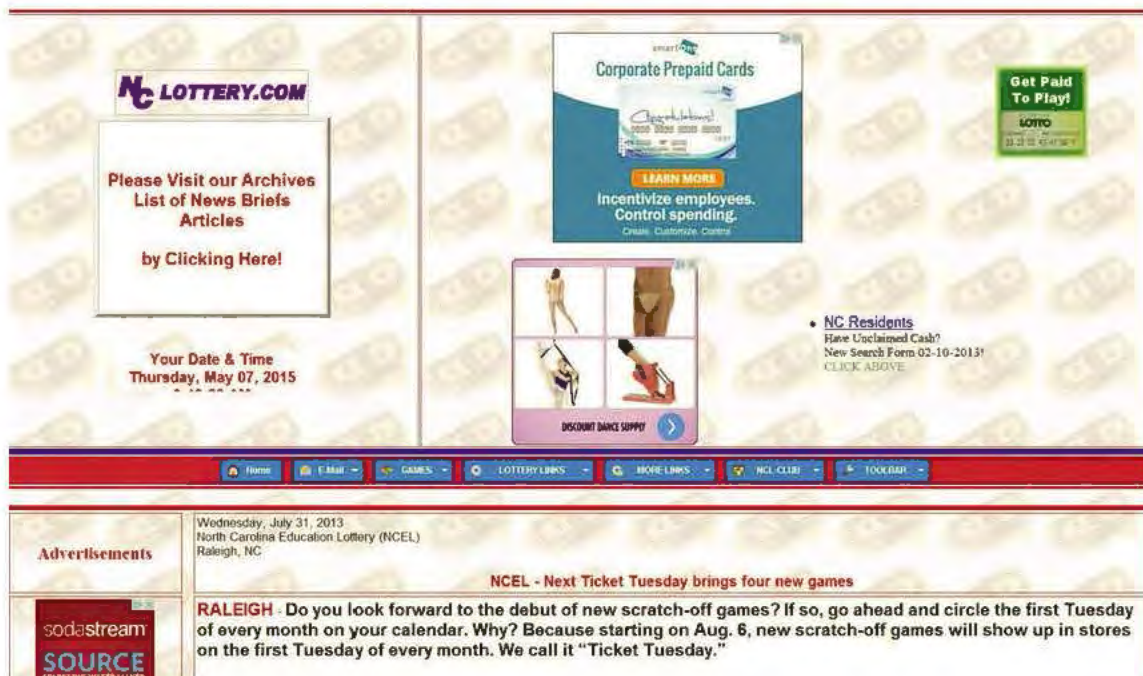 NC LOTTERY.COM
Please Visit our Archives
List of News Briefs
Articles
by Clicking Here!
Your Date & Time
Thursday, May 07, 2015
smart
Corporate Prepaid Cards
Congratulations!
LEARN MORE
Incentivize employees.
Control spending.
Create. Customize. Control
DISCOUNT DANCE SUPPLY
Get Paid
To Play!
LOTTO
NC Residents
Have Unclaimed Cash?
New Search Form 02-10-2013!
CLICK ABOVE
Home E-Mail GAMES LOTTERY LINKS MORE LINKS NCL-CLUB TOOLBAR
Advertisements
sodastream
SOURCE
Wednesday, July 31, 2013
North Carolina Education Lottery (NCEL)
Raleigh, NC
NCEL - Next Ticket Tuesday brings four new games
RALEIGH - Do you look forward to the debut of new scratch-off games? If so, go ahead and circle the first Tuesday
of every month on your calendar. Why? Because starting on Aug. 6, new scratch-off games will show up in stores
on the first Tuesday of every month. We call it “Ticket Tuesday.”